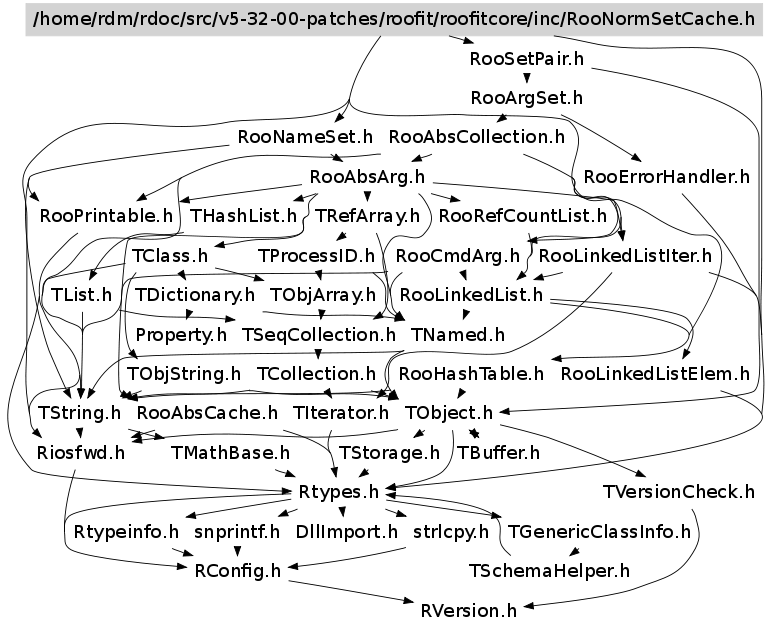 /home/rdm/rdoc/src/v5-32-00-patches/roofit/roofitcore/inc/RooNormSetCache.h
RooSetPair.h
RooArgSet.h
RooNameSet.h RooAbsCollection.h
RooAbsArg.h RooErrorHandler.h
RooPrintable.h THashList.h TRefArray.h RooRefCountList.h
TClass.h TProcessID.h RooCmdArg.h RooLinkedListIter.h
TList.h TDictionary.h TObjArray.h RooLinkedList.h
Property.h TSeqCollection.h TNamed.h
TObjString.h TCollection.h RooHashTable.h RooLinkedListElem.h
TString.h RooAbsCache.h TIterator.h TObject.h
Riosfwd.h TMathBase.h TStorage.h TBuffer.h
Rtypes.h TVersionCheck.h
Rtypeinfo.h snprintf.h DllImport.h strlcpy.h TGenericClassInfo.h
RConfig.h TSchemaHelper.h
RVersion.h